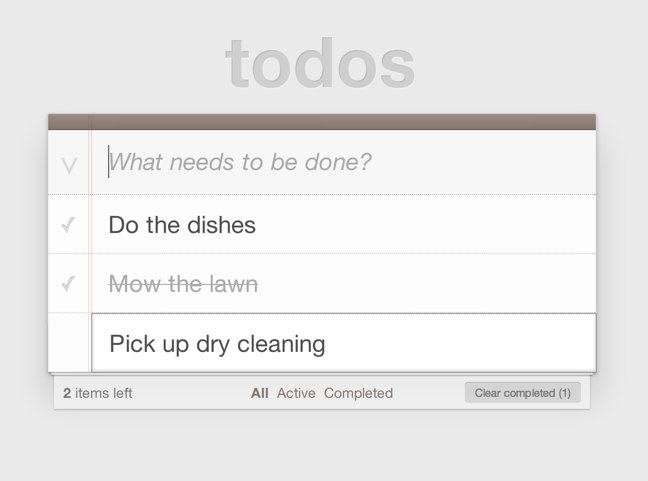 todos
What needs to be done?
Do the dishes
Mow the lawn
Pick up dry cleaning
2 items left All Active Completed Clear completed (1)